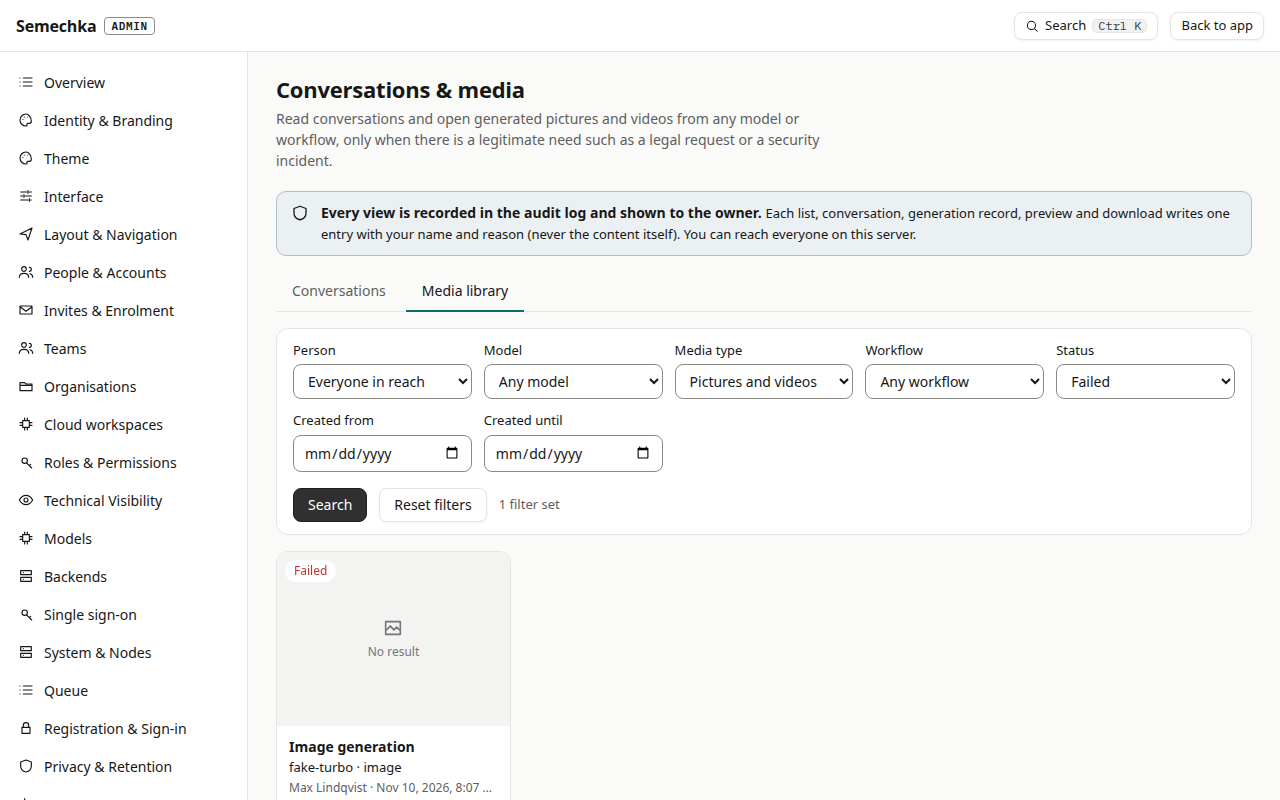 Semechka ADMIN
Search Ctrl K
Back to app
Overview
Identity & Branding
Theme
Interface
Layout & Navigation
People & Accounts
Invites & Enrolment
Teams
Organisations
Cloud workspaces
Roles & Permissions
Technical Visibility
Models
Backends
Single sign-on
System & Nodes
Queue
Registration & Sign-in
Privacy & Retention
Conversations & media
Read conversations and open generated pictures and videos from any model or
workflow, only when there is a legitimate need such as a legal request or a security
incident.
Every view is recorded in the audit log and shown to the owner. Each list, conversation, generation record, preview and download writes one
entry with your name and reason (never the content itself). You can reach everyone on this server.
Conversations Media library
Person Model Media type Workflow Status
Everyone in reach Any model Pictures and videos Any workflow Failed
Created from Created until
mm/dd/yyyy mm/dd/yyyy
Search Reset filters 1 filter set
Failed
No result
Image generation
fake-turbo · image
Max Lindqvist · Nov 10, 2026, 8:07 ...